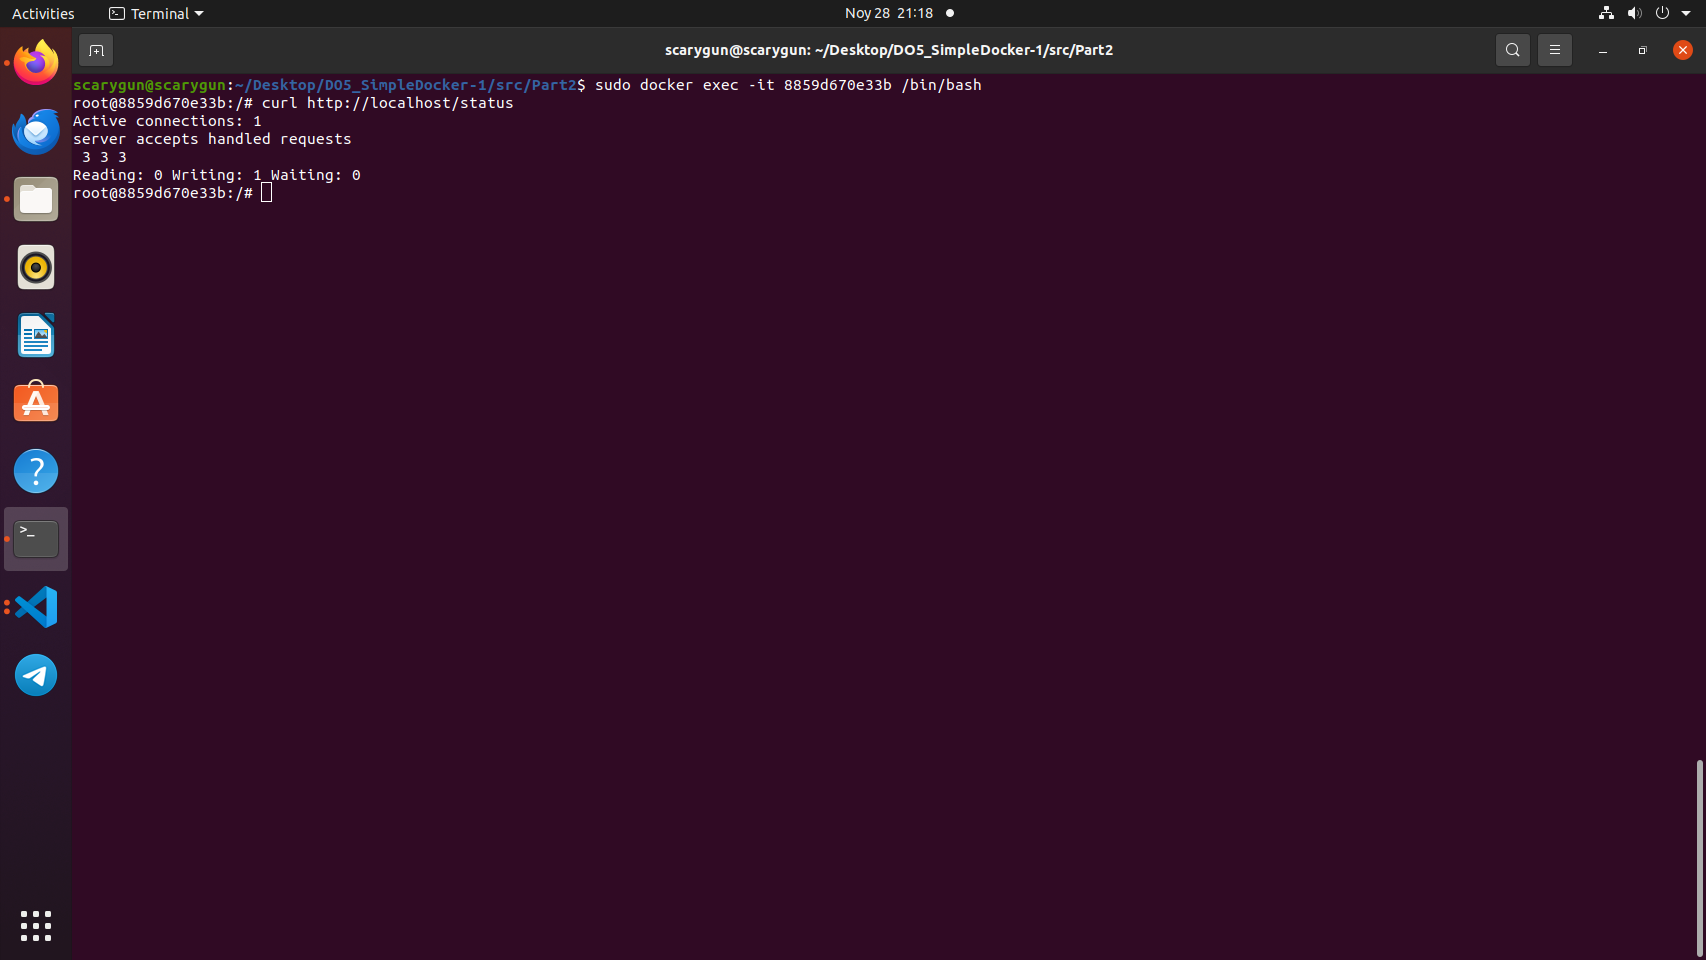 Activities Terminal Noy 28 21:18
scarygun@scarygun: ~/Desktop/DO5_SimpleDocker-1/src/Part2
scarygun@scarygun:~/Desktop/DO5_SimpleDocker-1/src/Part2$ sudo docker exec -it 8859d670e33b /bin/bash
root@8859d670e33b:/# curl http://localhost/status
Active connections: 1
server accepts handled requests
3 3 3
Reading: 0 Writing: 1 Waiting: 0
root@8859d670e33b:/#